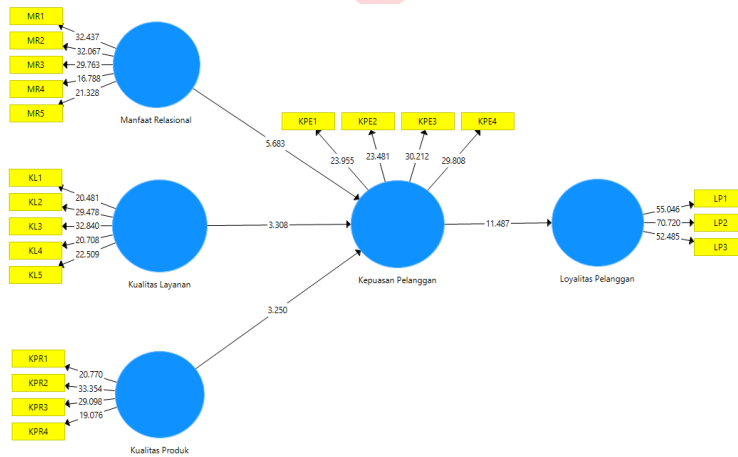 MR1
MR2
MR3
MR4
MR5
32.437
32.067
29.763
16.788
21.328
Manfaat Relasional
5.683
KPE1
KPE2
KPE3
KPE4
23.955
23.481
30.212
29.808
KL1
KL2
KL3
KL4
KL5
20.481
29.478
32.840
20.708
22.509
Kualitas Layanan
3.308
Kepuasan Pelanggan
11.487
Loyalitas Pelanggan
55.046
70.720
52.485
LP1
LP2
LP3
3.250
KPR1
KPR2
KPR3
KPR4
20.770
33.354
29.098
19.076
Kualitas Produk